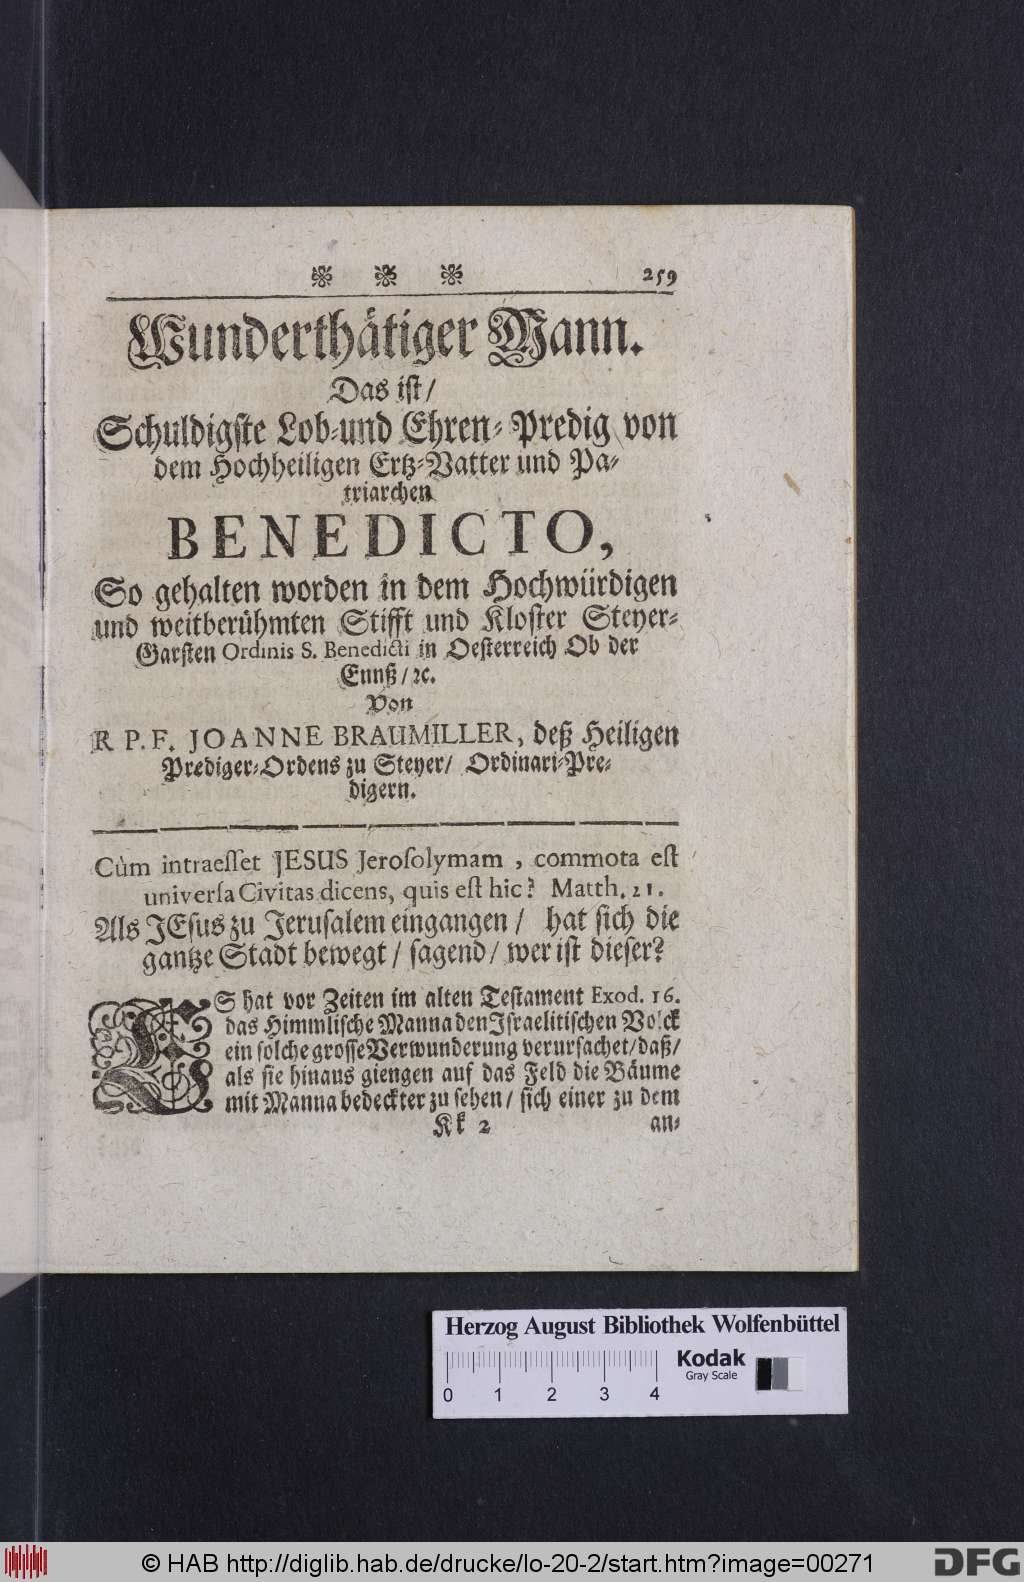 259
Wunderthätiger Mann.
Das ist/
Schuldigste Lob-und Ehren-Predig von
dem Hochheiligen Ertz-Vatter und Pa-
triarchen
BENEDICTO,
So gehalten worden in dem Hochwürdigen
und weitberühmten Stifft und Kloster Steyer-
Garsten Ordinis S. Benedicti in Oesterreich Ob der
Ennß/ ꝛc.
Von
R P. F. JOANNE BRAUMILLER, deß Heiligen
Prediger-Ordens zu Steyer/ Ordinari-Pre-
digern.
Cùm intraeſſet JESUS Jeroſolymam, commota eſt
univerſa Civitas dicens, quis eſt hic? Matth. 21.
Als JEsus zu Jeruſalem eingangen/ hat ſich die
gantze Stadt bewegt/ ſagend/ wer iſt dieſer?
ES hat vor Zeiten im alten Teſtament Exod. 16.
das Himmliſche Manna den Iſraelitiſchen Volck
ein ſolche groſſe Verwunderung verurſachet/ daß/
als ſie hinaus giengen auf das Feld die Bäume
mit Manna bedeckter zu ſehen/ ſich einer zu dem
Kk 2 an-
Herzog August Bibliothek Wolfenbüttel
Kodak
Gray Scale
0 1 2 3 4
© HAB http://diglib.hab.de/drucke/lo-20-2/start.htm?image=00271
DFG